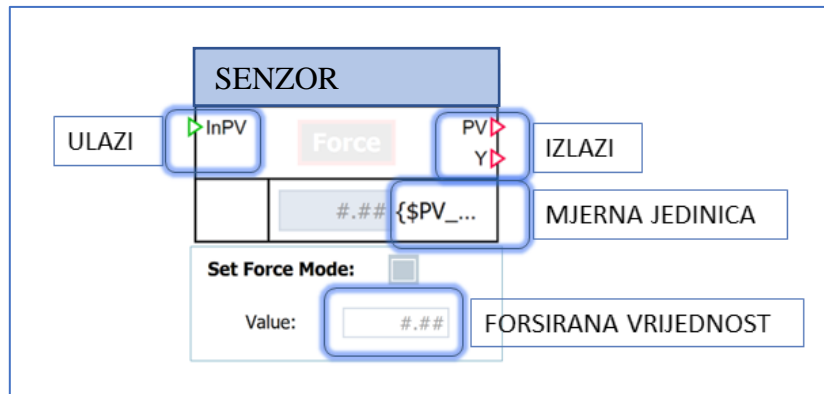 SENZOR
ULAZI
InPV
Force
PV
Y
IZLAZI
#.## {$PV_...
MJERNA JEDINICA
Set Force Mode:
Value:
#.##
FORSIRANA VRIJEDNOST